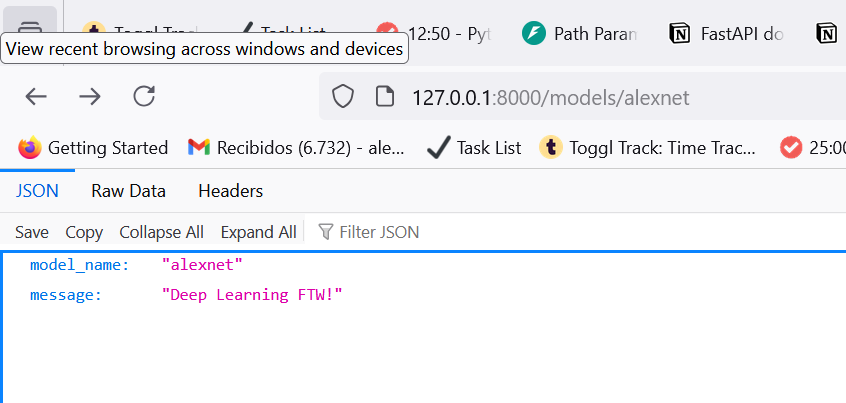 Toggl Track Task List 12:50 - Pyt Path Param FastAPI do
View recent browsing across windows and devices
127.0.0.1:8000/models/alexnet
Getting Started Recibidos (6.732) - ale... Task List Toggl Track: Time Trac... 25:00
JSON Raw Data Headers
Save Copy Collapse All Expand All Filter JSON
model_name: "alexnet"
message: "Deep Learning FTW!"